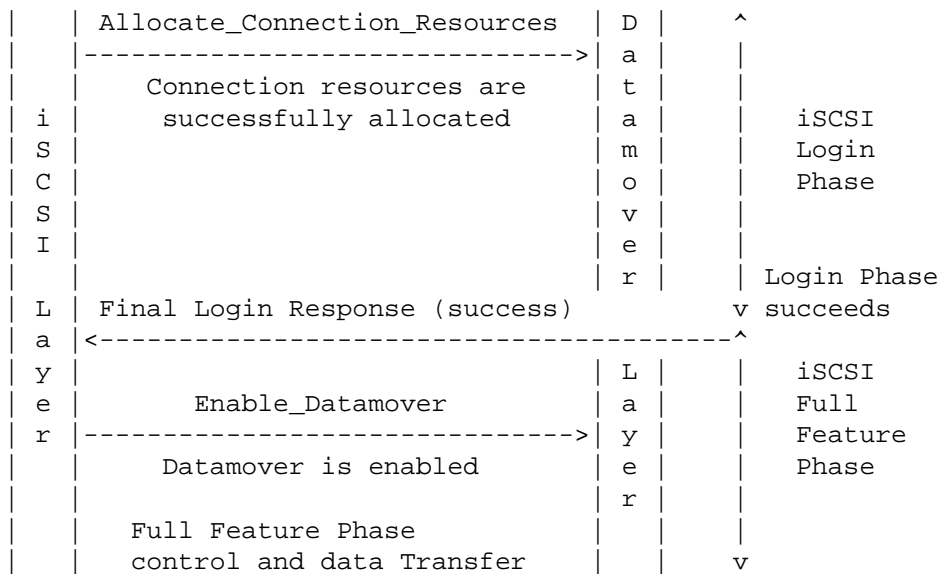 |   | Allocate_Connection_Resources  | D |    ^
|   |------------------------------->| a |    |
|   |    Connection resources are    | t |    |
| i |     successfully allocated     | a |    |   iSCSI
| S |                                | m |    |   Login
| C |                                | o |    |   Phase
| S |                                | v |    |
| I |                                | e |    |
|   |                                | r |    | Login Phase
| L | Final Login Response (success)          v succeeds
| a |<----------------------------------------^
| y |                                | L |    |   iSCSI
| e |       Enable_Datamover         | a |    |   Full
| r |------------------------------->| y |    |   Feature
|   |     Datamover is enabled       | e |    |   Phase
|   |                                | r |    |
|   |   Full Feature Phase           |   |    |
|   |   control and data Transfer    |   |    v